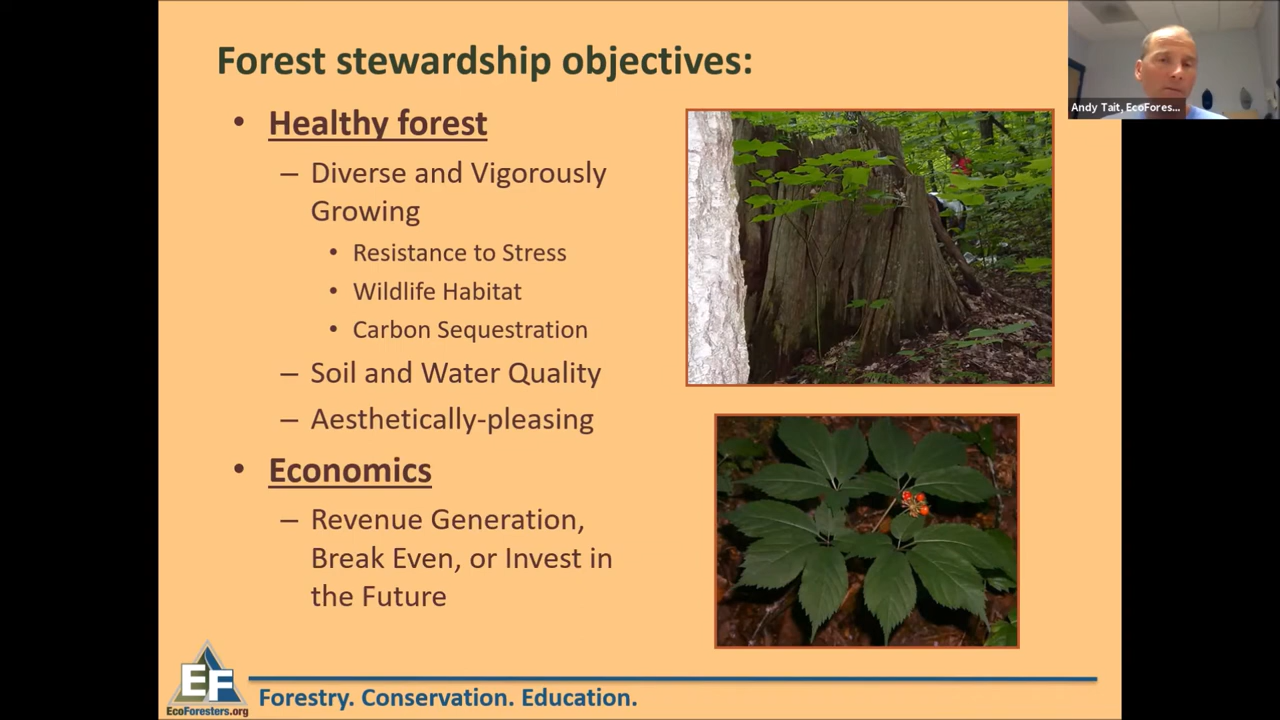 Forest stewardship objectives:
• Healthy forest
– Diverse and Vigorously
Growing
• Resistance to Stress
• Wildlife Habitat
• Carbon Sequestration
– Soil and Water Quality
– Aesthetically-pleasing
• Economics
– Revenue Generation,
Break Even, or Invest in
the Future
Andy Tait, EcoFores...
EF
EcoForesters.org
Forestry. Conservation. Education.